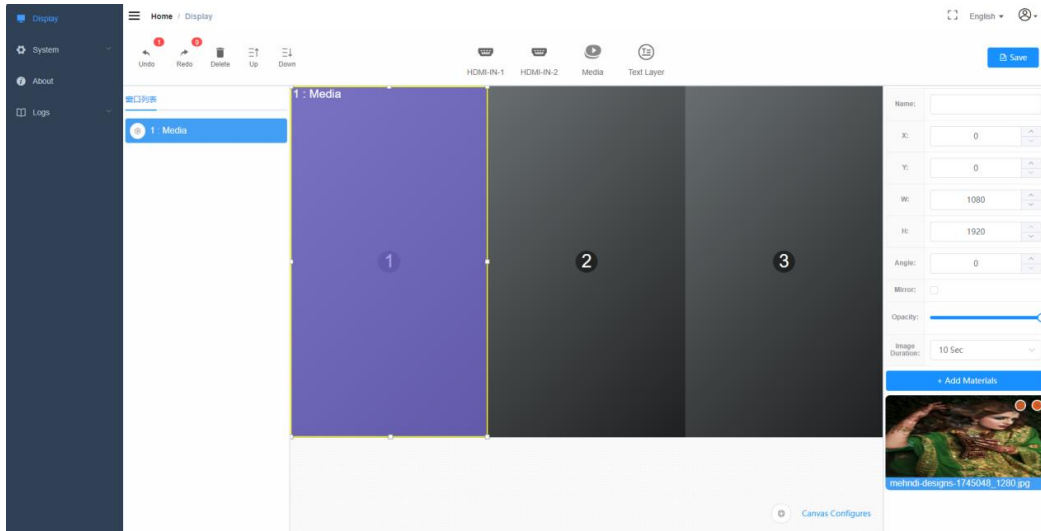 Display
System
About
Logs
Home / Display
English
1
9
Undo
Redo
Delete
Up
Down
HDMI-IN-1
HDMI-IN-2
Media
Text Layer
Save
窗口列表
1 : Media
1 : Media
1
2
3
Canvas Configures
Name:
X: 0
Y: 0
W: 1080
H: 1920
Angle: 0
Mirror:
Opacity:
Image Duration: 10 Sec
+ Add Materials
mehndi-designs-1745048_1280.jpg